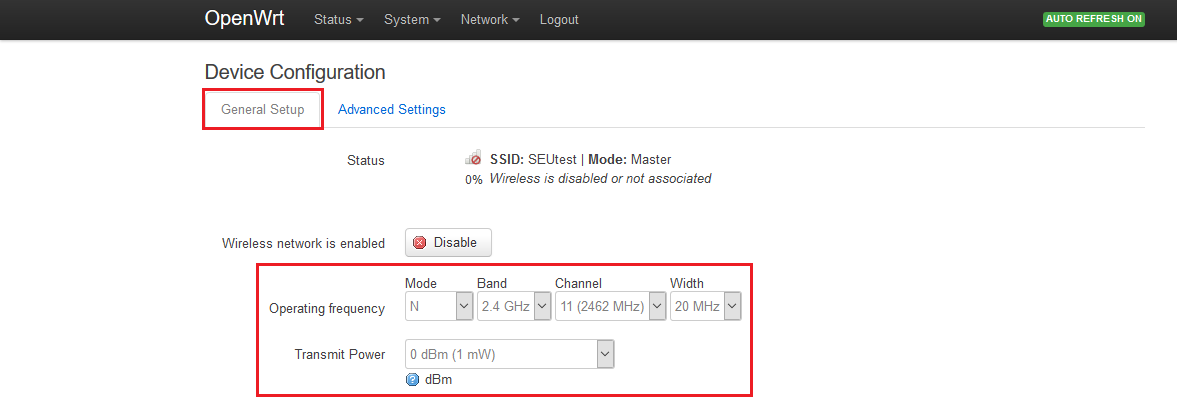 OpenWrt Status System Network Logout AUTO REFRESH ON
Device Configuration
General Setup Advanced Settings
Status SSID: SEUtest | Mode: Master
0% Wireless is disabled or not associated
Wireless network is enabled Disable
Mode Band Channel Width
Operating frequency N 2.4 GHz 11 (2462 MHz) 20 MHz
Transmit Power 0 dBm (1 mW)
dBm